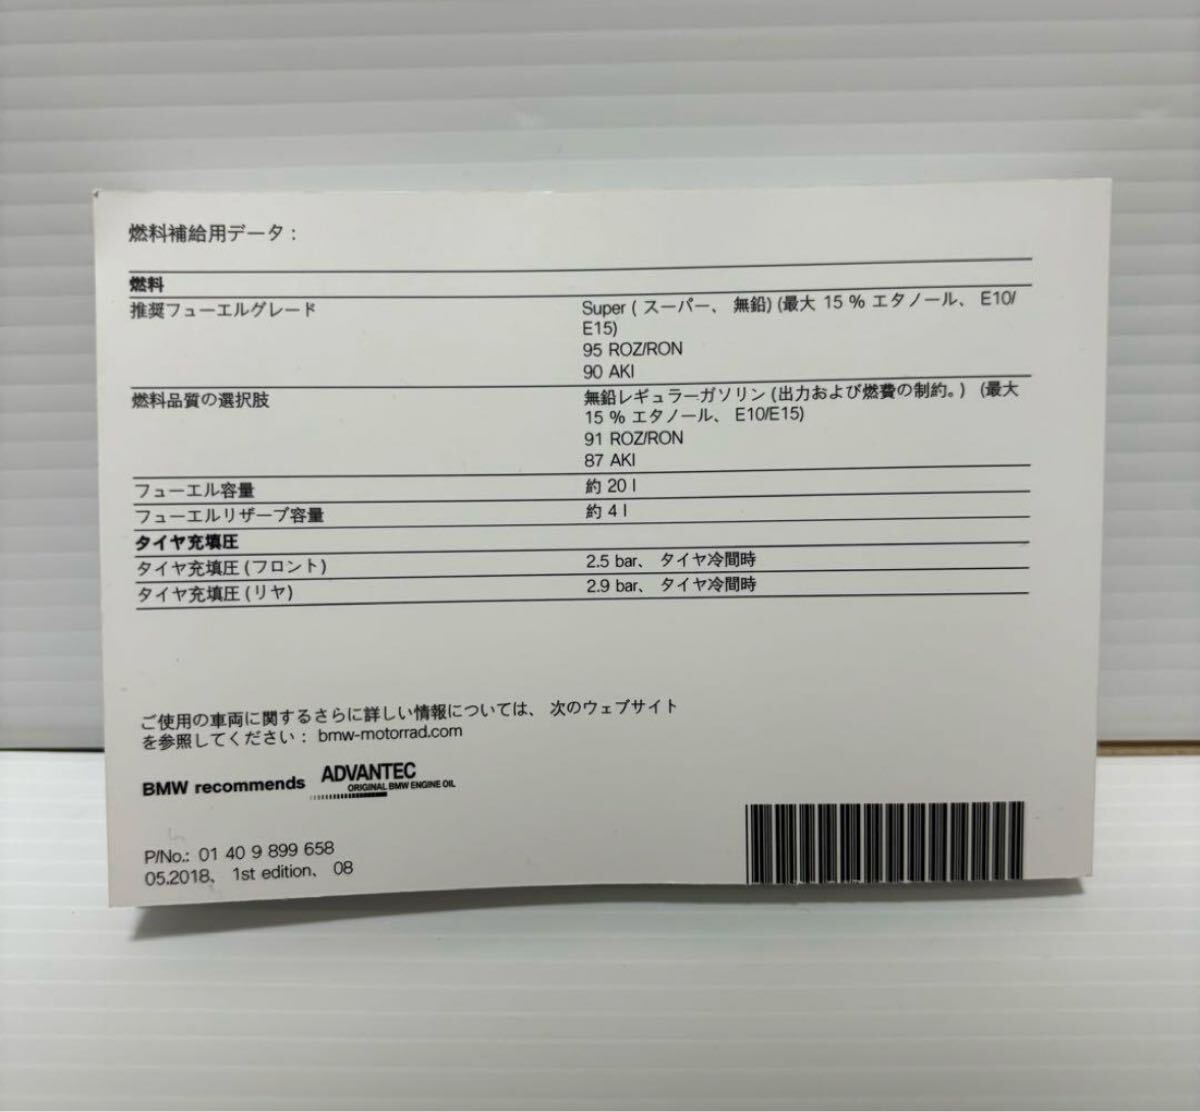 燃料補給用データ：
燃料
推奨フューエルグレード
Super ( スーパー、 無鉛) (最大 15 % エタノール、 E10/
E15)
95 ROZ/RON
90 AKI
燃料品質の選択肢
無鉛レギュラーガソリン (出力および燃費の制約。) (最大
15 % エタノール、 E10/E15)
91 ROZ/RON
87 AKI
フューエル容量
約 20 l
フューエルリザーブ容量
約 4 l
タイヤ充填圧
タイヤ充填圧 (フロント)
2.5 bar、 タイヤ冷間時
タイヤ充填圧 (リヤ)
2.9 bar、 タイヤ冷間時
ご使用の車両に関するさらに詳しい情報については、 次のウェブサイト
を参照してください： bmw-motorrad.com
BMW recommends
ADVANTEC
ORIGINAL BMW ENGINE OIL
P/No.: 01 40 9 899 658
05.2018、 1st edition、 08